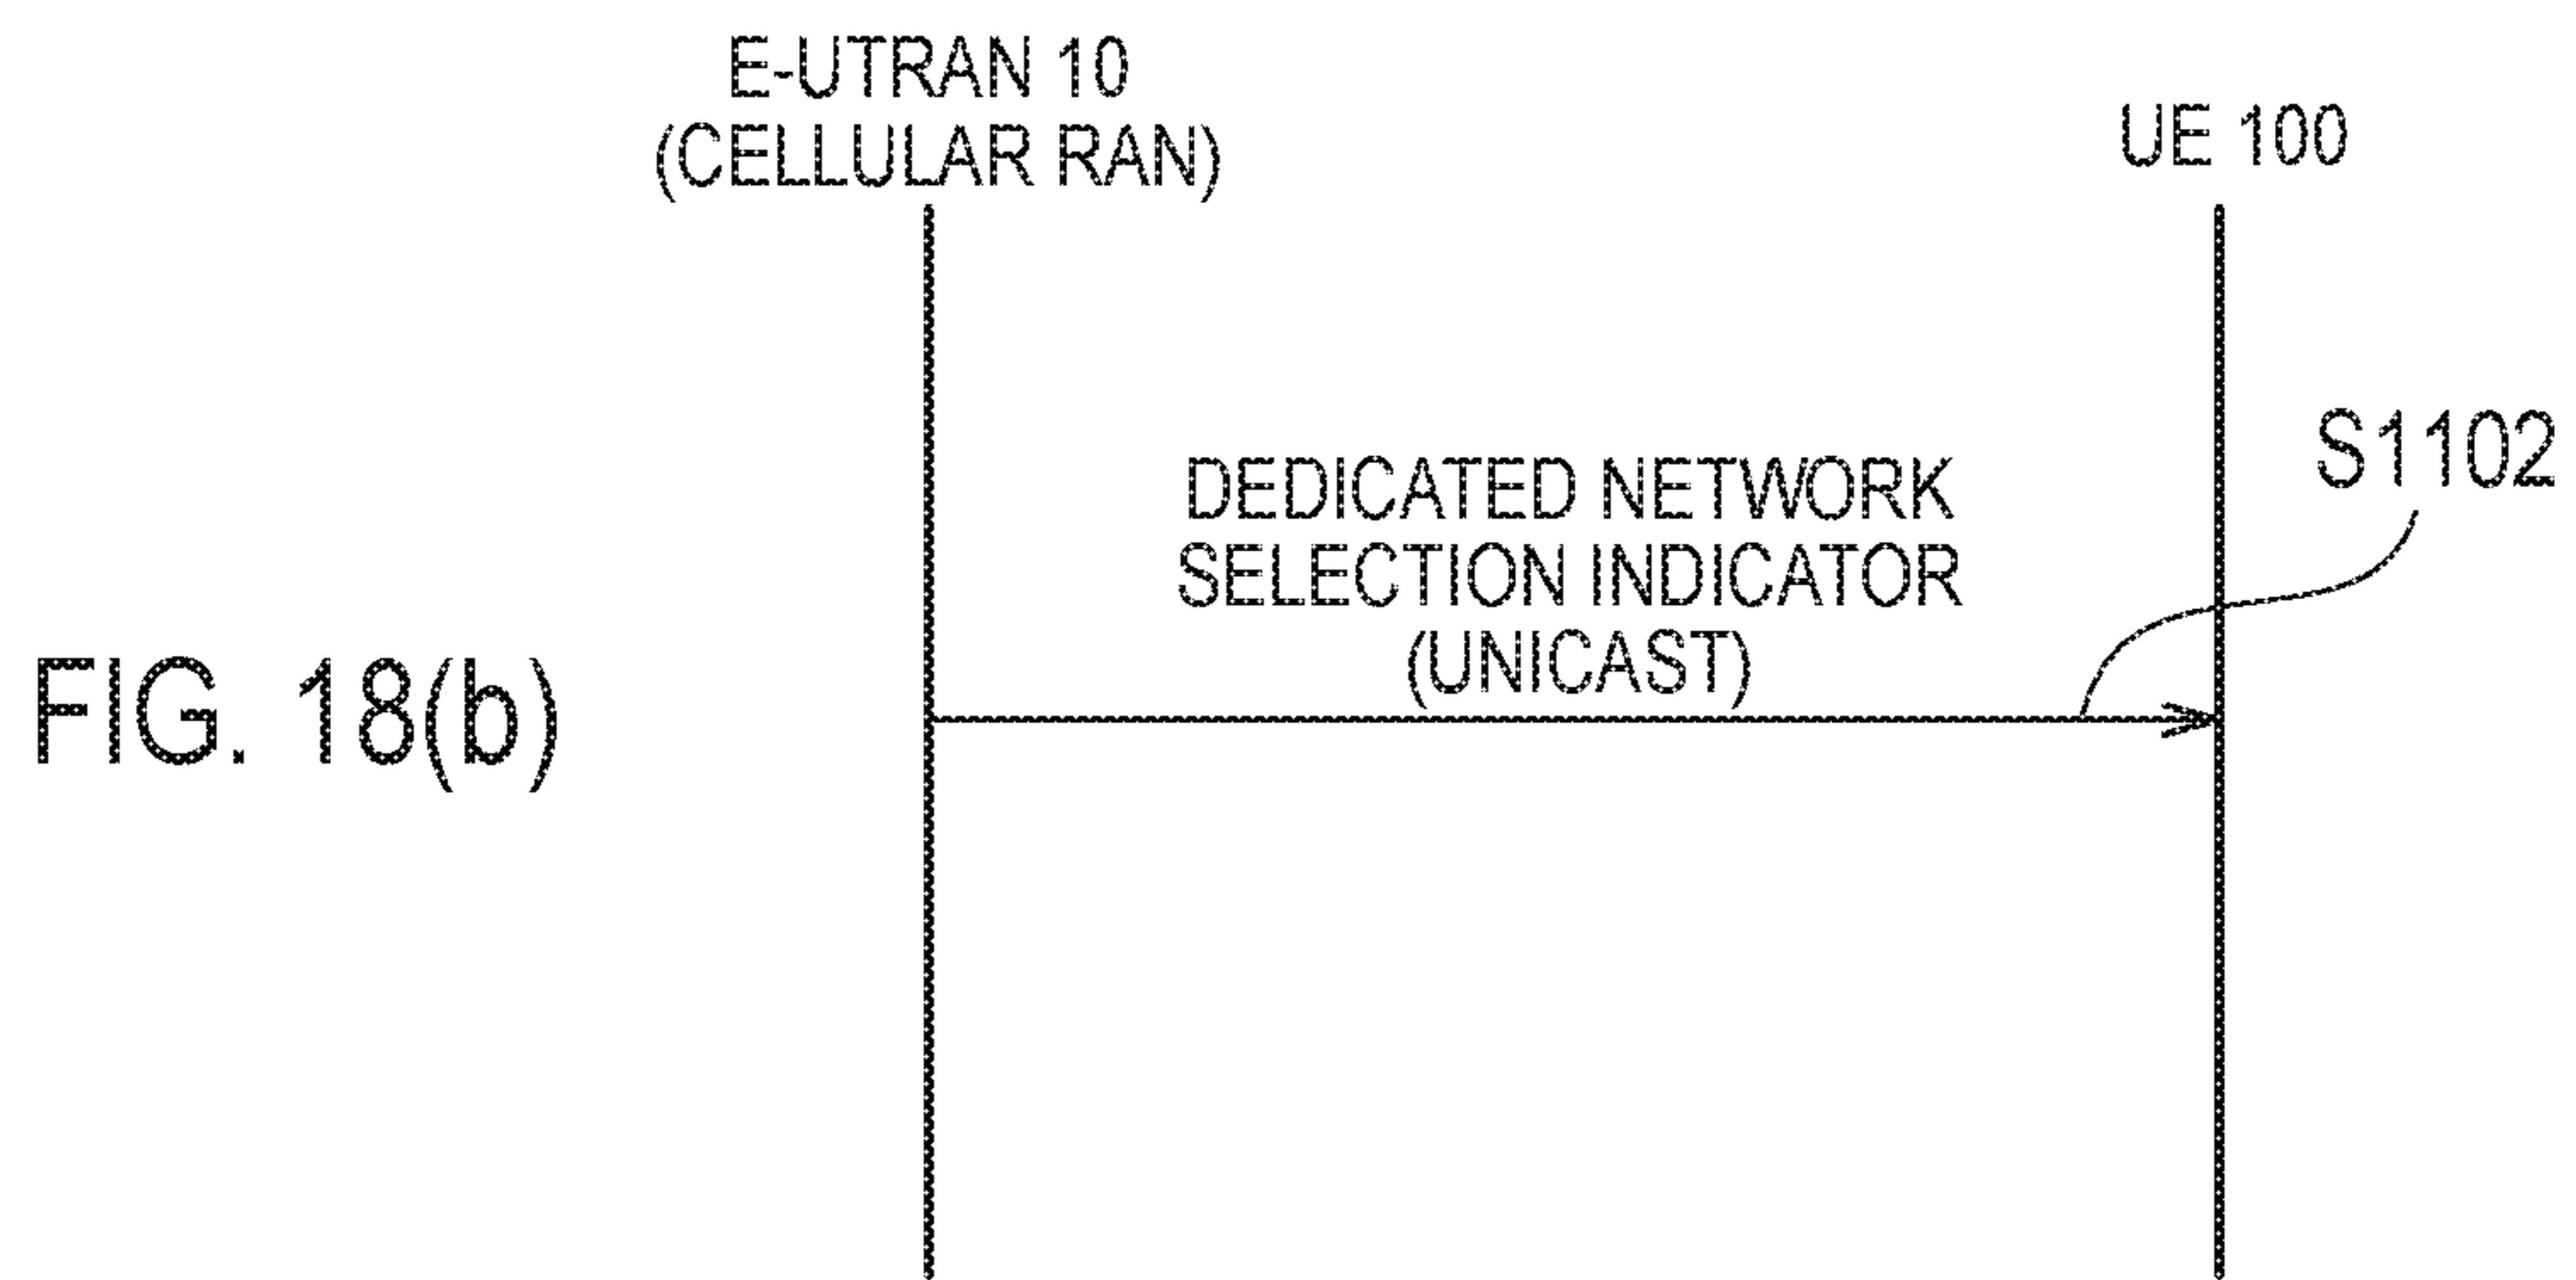 E-UTRAN 10
(CELLULAR RAN)
UE 100
S1102
DEDICATED NETWORK
SELECTION INDICATOR
(UNICAST)
FIG. 18(b)